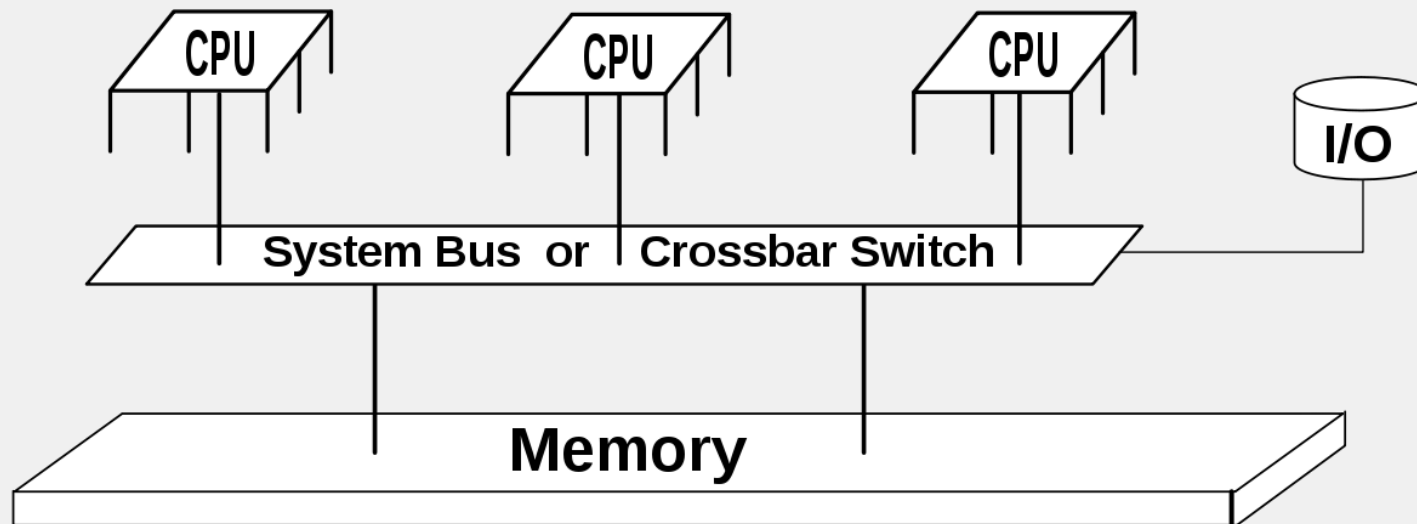 CPU
CPU
CPU
I/O
System Bus or Crossbar Switch
Memory